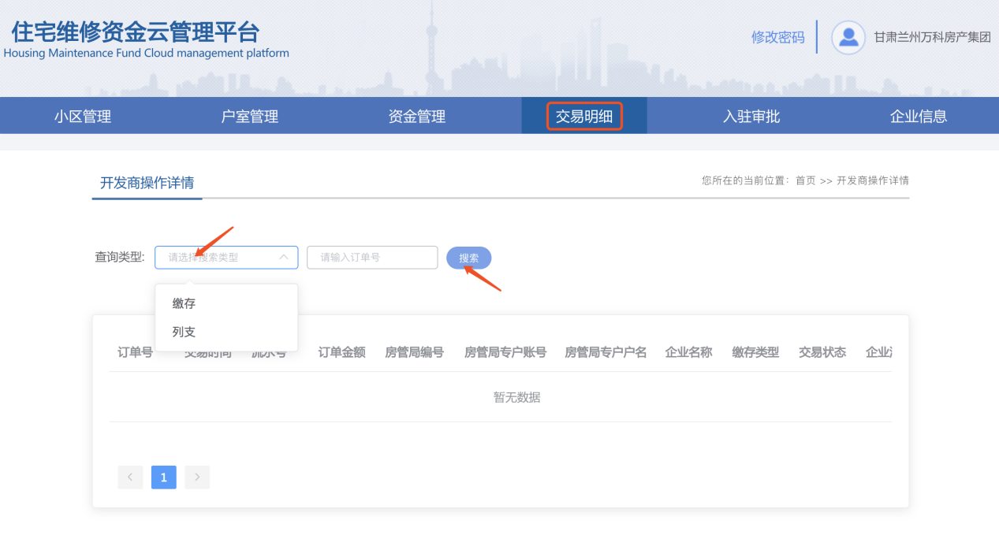 住宅维修资金云管理平台
Housing Maintenance Fund Cloud management platform
修改密码
甘肃兰州万科房产集团
小区管理 户室管理 资金管理 交易明细 入驻审批 企业信息
开发商操作详情
您所在的当前位置：首页 >> 开发商操作详情
查询类型: 请选择搜索类型 请输入订单号 搜索
缴存
列支
订单号 交易时间 流水号 订单金额 房管局编号 房管局专户账号 房管局专户户名 企业名称 缴存类型 交易状态 企业
暂无数据
1